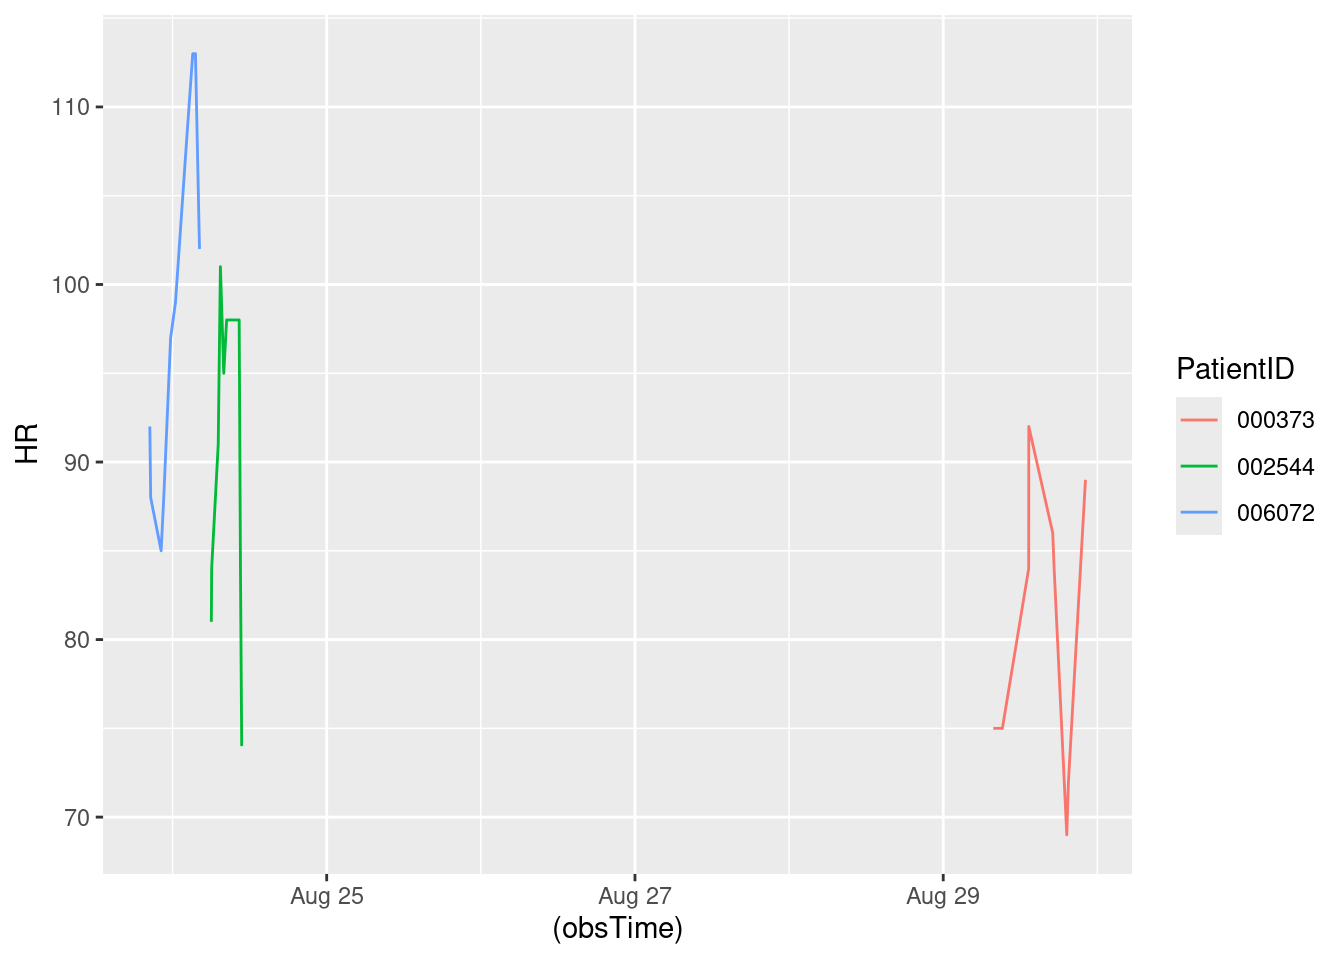 110
100
90
80
70
HR
Aug 25
Aug 27
Aug 29
(obsTime)
PatientID
000373
002544
006072